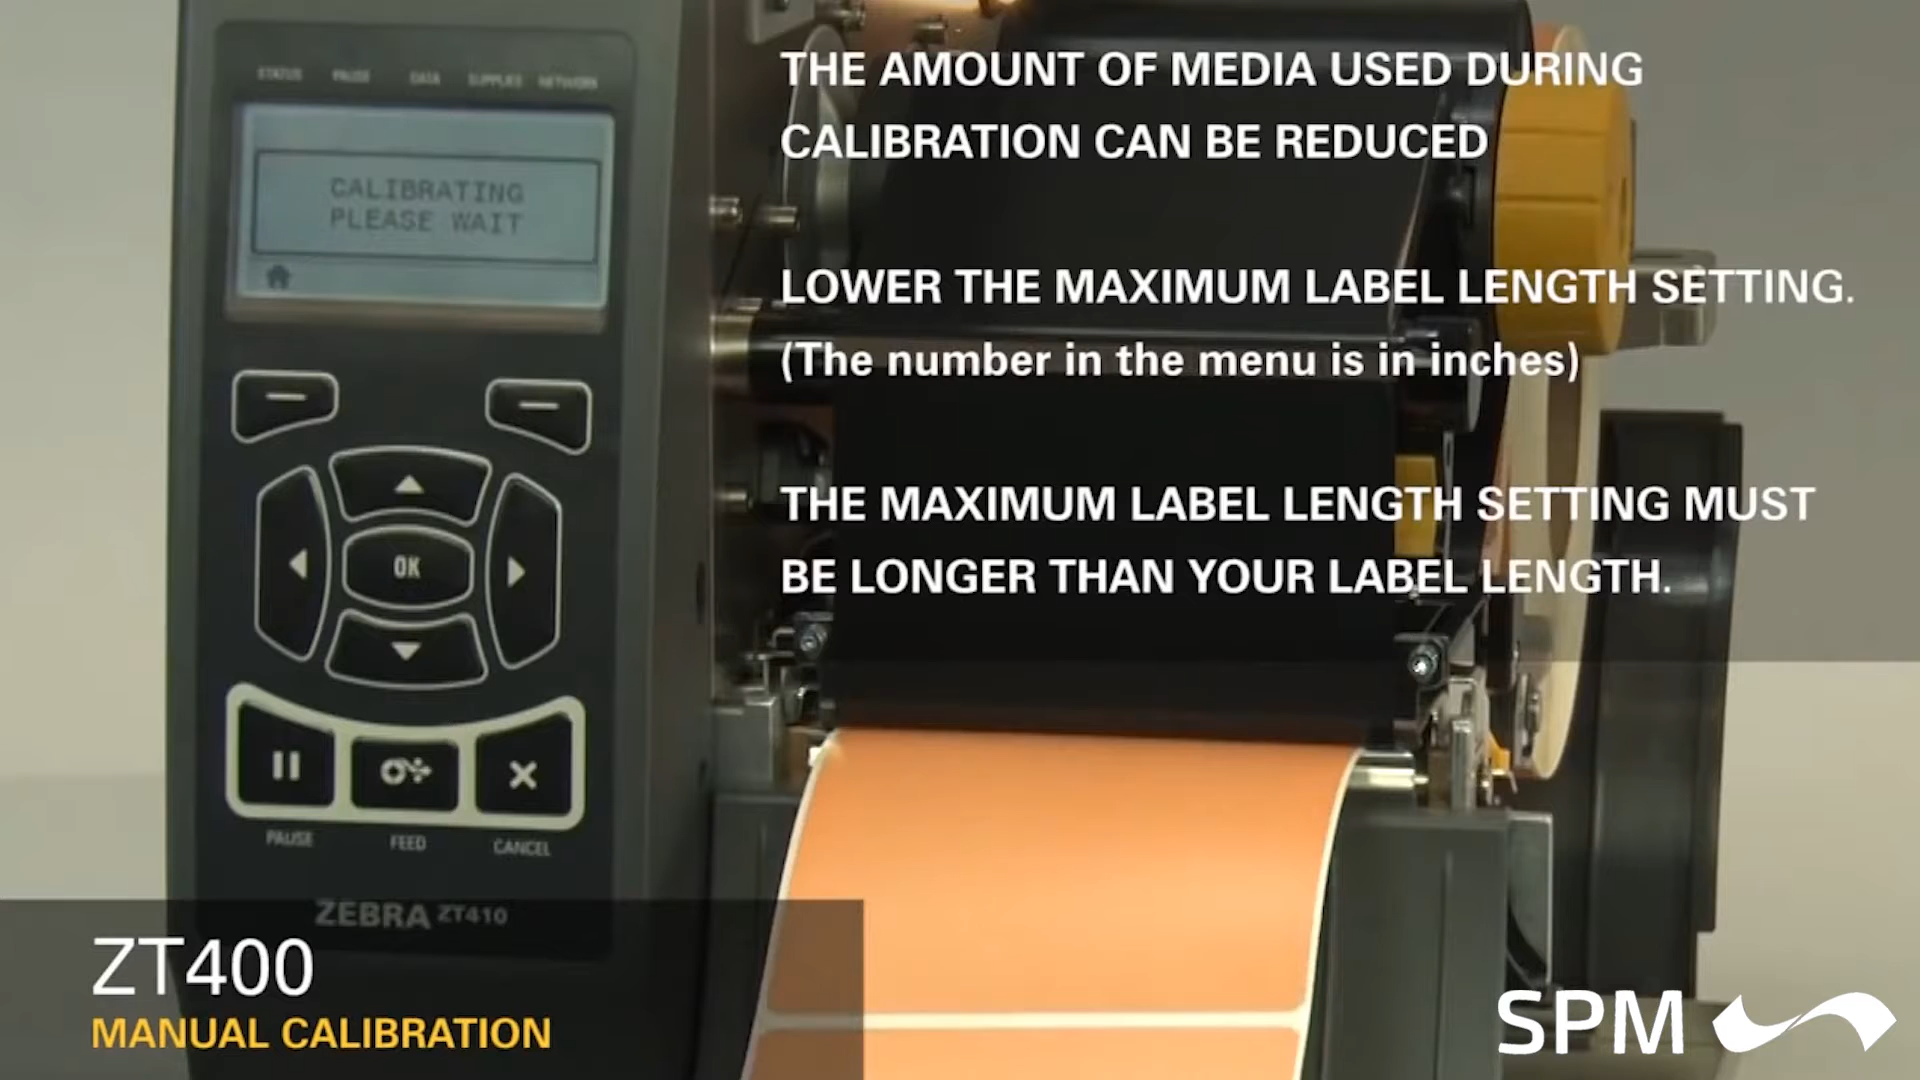 STATUS PAUSE DATA SUPPLIES NETWORK
CALIBRATING
PLEASE WAIT
THE AMOUNT OF MEDIA USED DURING
CALIBRATION CAN BE REDUCED
LOWER THE MAXIMUM LABEL LENGTH SETTING.
(The number in the menu is in inches)
THE MAXIMUM LABEL LENGTH SETTING MUST
BE LONGER THAN YOUR LABEL LENGTH.
OK
PAUSE FEED CANCEL
ZEBRA ZT410
ZT400
MANUAL CALIBRATION
SPM